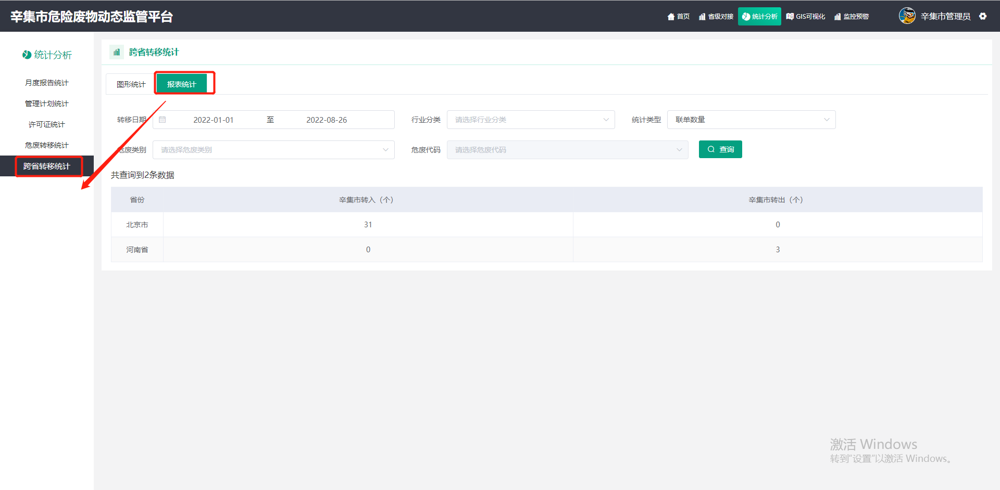 辛集市危险废物动态监管平台
首页 省级对接 统计分析 GIS可视化 监控预警 辛集市管理员
统计分析
月度报告统计
管理计划统计
许可证统计
危废转移统计
跨省转移统计
跨省转移统计
图形统计 报表统计
转移日期 2022-01-01 至 2022-08-26 行业分类 请选择行业分类 统计类型 联单数量
危废类别 请选择危废类别 危废代码 请选择危废代码 查询
共查询到2条数据
省份 辛集市转入（个） 辛集市转出（个）
北京市 31 0
河南省 0 3
激活 Windows
转到“设置”以激活 Windows。